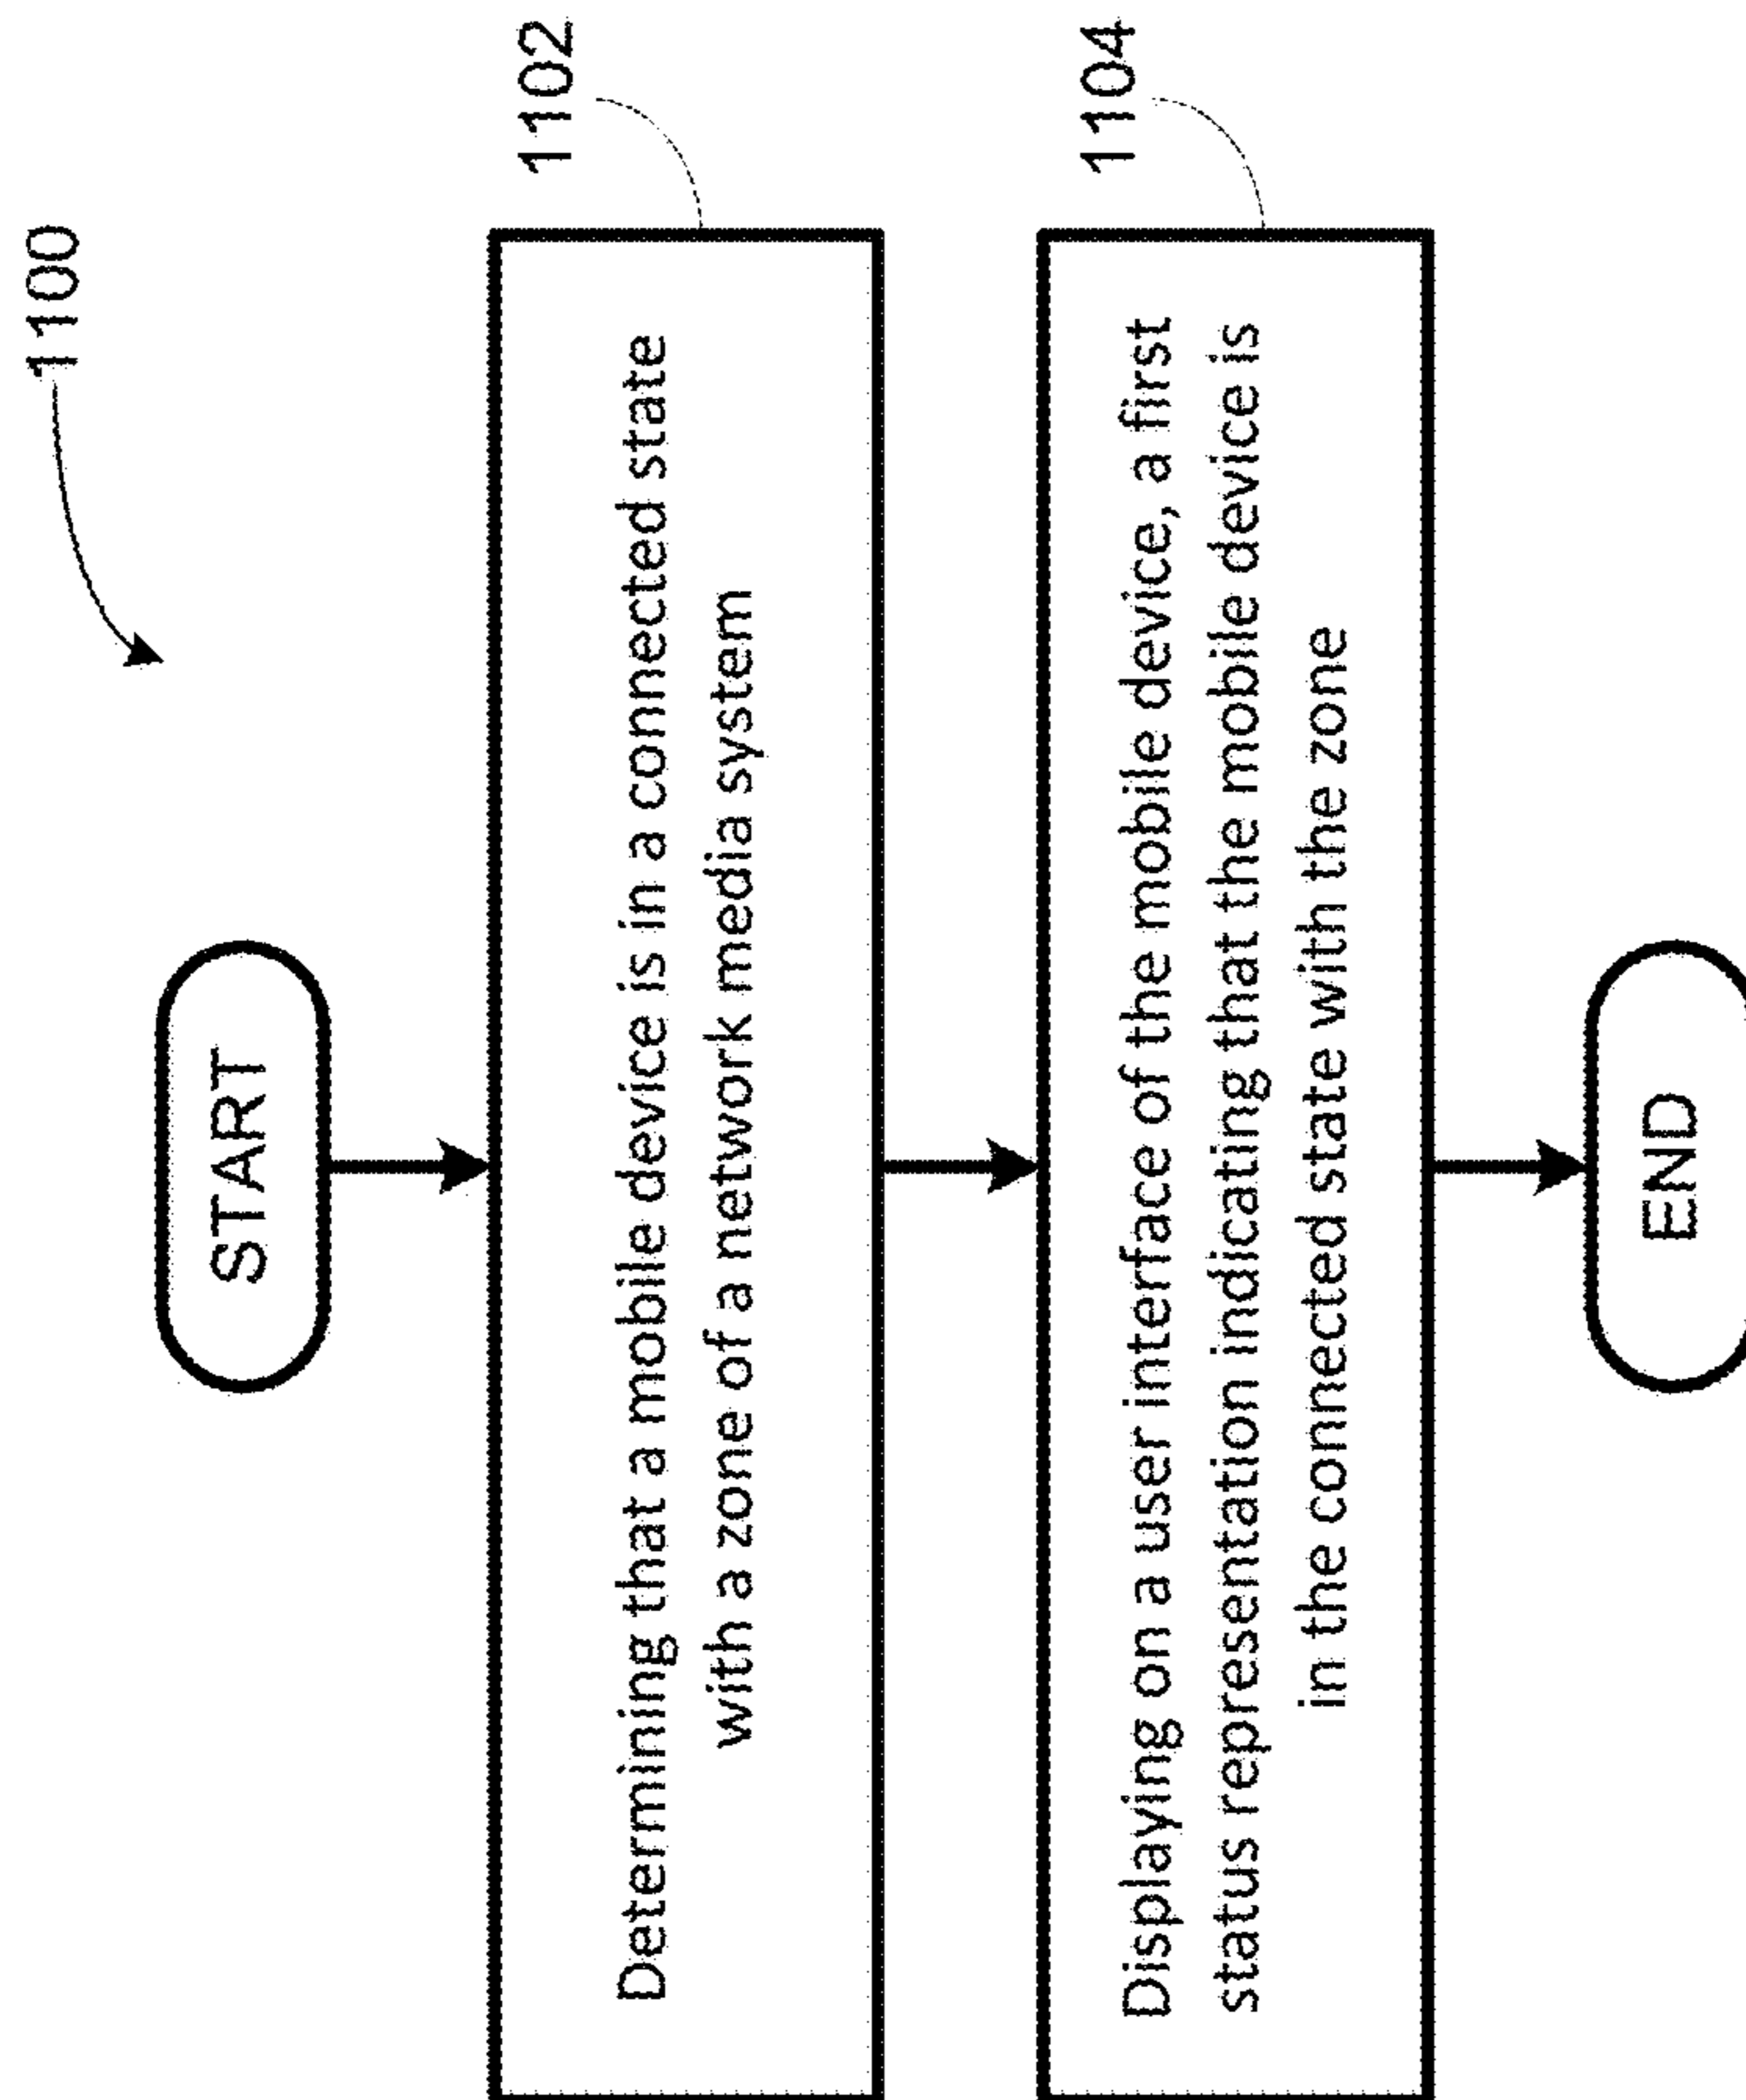 1100
START
1102
Determining that a mobile device is in a connected state
with a zone of a network media system
1104
Displaying on a user interface of the mobile device, a first
status representation indicating that the mobile device is
in the connected state with the zone
END